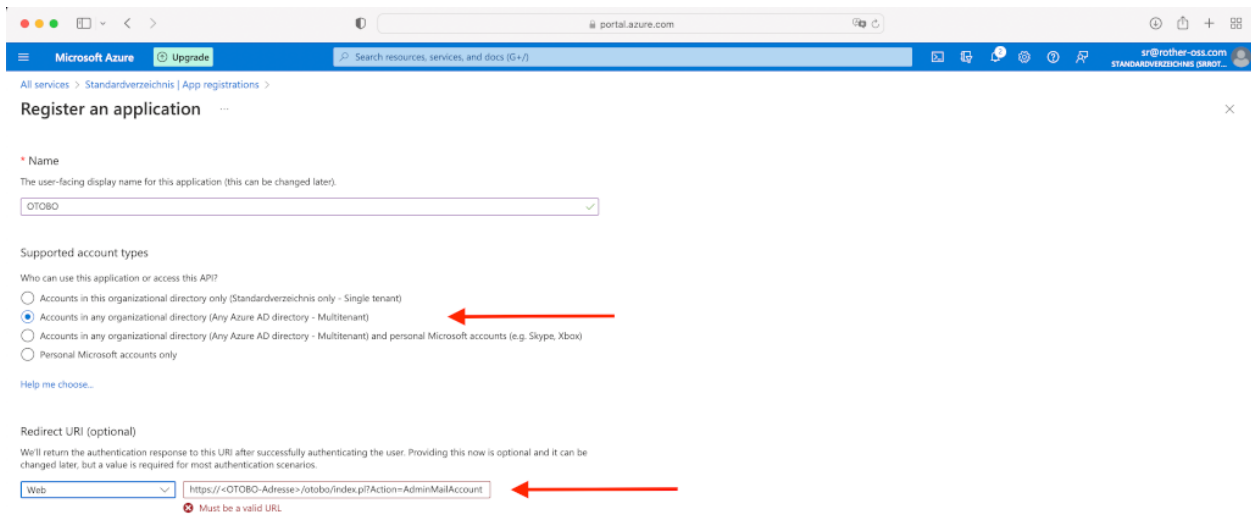 portal.azure.com
Microsoft Azure
Upgrade
Search resources, services, and docs (G+/)
sr@rother-oss.com
STANDARDVERZEICHNIS (SRROT...
All services > Standardverzeichnis | App registrations >
Register an application ...
* Name
The user-facing display name for this application (this can be changed later).
OTOBO
Supported account types
Who can use this application or access this API?
Accounts in this organizational directory only (Standardverzeichnis only - Single tenant)
Accounts in any organizational directory (Any Azure AD directory - Multitenant)
Accounts in any organizational directory (Any Azure AD directory - Multitenant) and personal Microsoft accounts (e.g. Skype, Xbox)
Personal Microsoft accounts only
Help me choose...
Redirect URI (optional)
We'll return the authentication response to this URI after successfully authenticating the user. Providing this now is optional and it can be
changed later, but a value is required for most authentication scenarios.
Web
https://<OTOBO-Adresse>/otobo/index.pl?Action=AdminMailAccount
Must be a valid URL